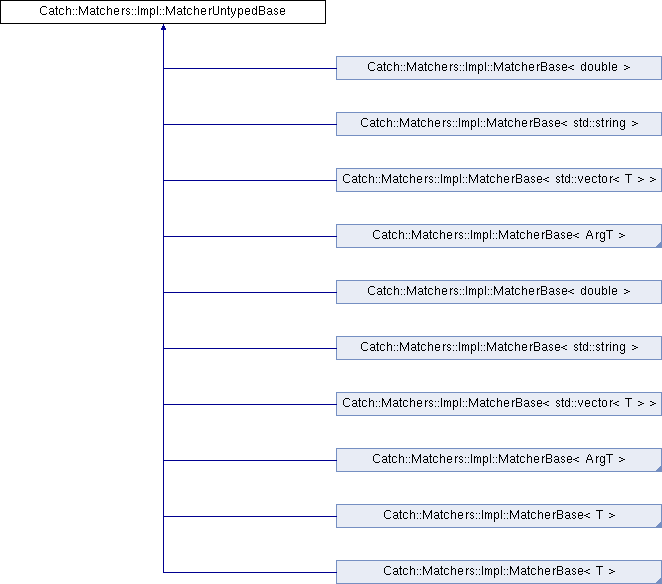 Catch::Matchers::Impl::MatcherUntypedBase
Catch::Matchers::Impl::MatcherBase< double >
Catch::Matchers::Impl::MatcherBase< std::string >
Catch::Matchers::Impl::MatcherBase< std::vector< T > >
Catch::Matchers::Impl::MatcherBase< ArgT >
Catch::Matchers::Impl::MatcherBase< double >
Catch::Matchers::Impl::MatcherBase< std::string >
Catch::Matchers::Impl::MatcherBase< std::vector< T > >
Catch::Matchers::Impl::MatcherBase< ArgT >
Catch::Matchers::Impl::MatcherBase< T >
Catch::Matchers::Impl::MatcherBase< T >